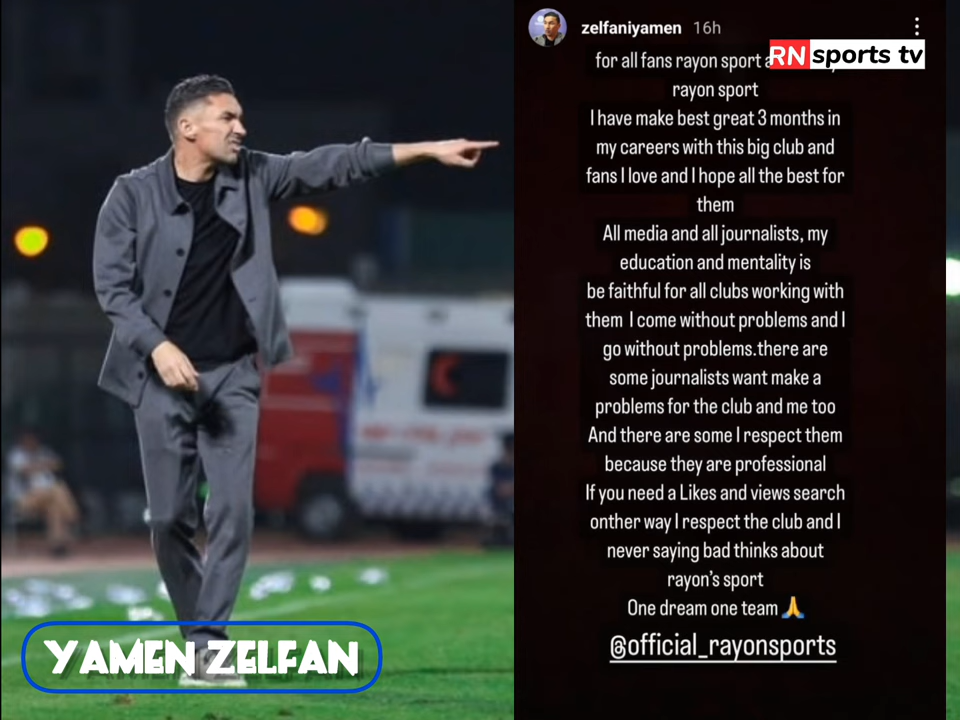 zelfaniyamen 16h
RN sports tv
for all fans rayon sport
rayon sport
I have make best great 3 months in
my careers with this big club and
fans I love and I hope all the best for
them
All media and all journalists, my
education and mentality is
be faithful for all clubs working with
them I come without problems and I
go without problems.there are
some journalists want make a
problems for the club and me too
And there are some I respect them
because they are professional
If you need a Likes and views search
onther way I respect the club and I
never saying bad thinks about
rayon's sport
One dream one team 🙏
@official_rayonsports
YAMEN ZELFAN